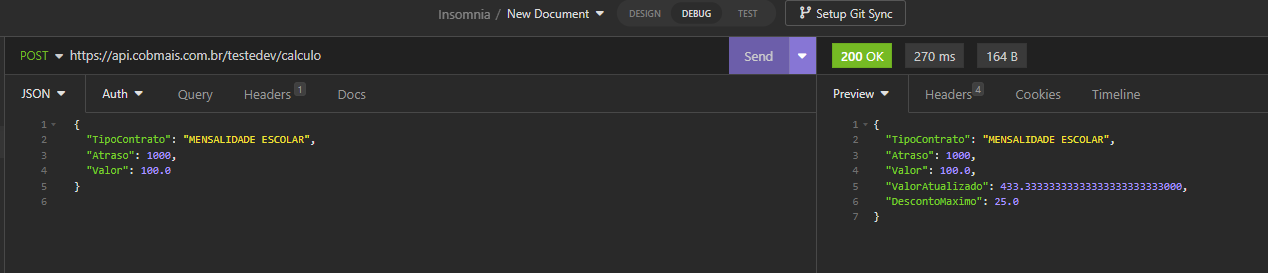 Insomnia / New Document DESIGN DEBUG TEST Setup Git Sync
POST https://api.cobmais.com.br/testedev/calculo Send 200 OK 270 ms 164 B
JSON Auth Query Headers 1 Docs
Preview Headers 4 Cookies Timeline
1 {
2 "TipoContrato": "MENSALIDADE ESCOLAR",
3 "Atraso": 1000,
4 "Valor": 100.0
5 }
6
1 {
2 "TipoContrato": "MENSALIDADE ESCOLAR",
3 "Atraso": 1000,
4 "Valor": 100.0,
5 "ValorAtualizado": 433.33333333333333333333333000,
6 "DescontoMaximo": 25.0
7 }